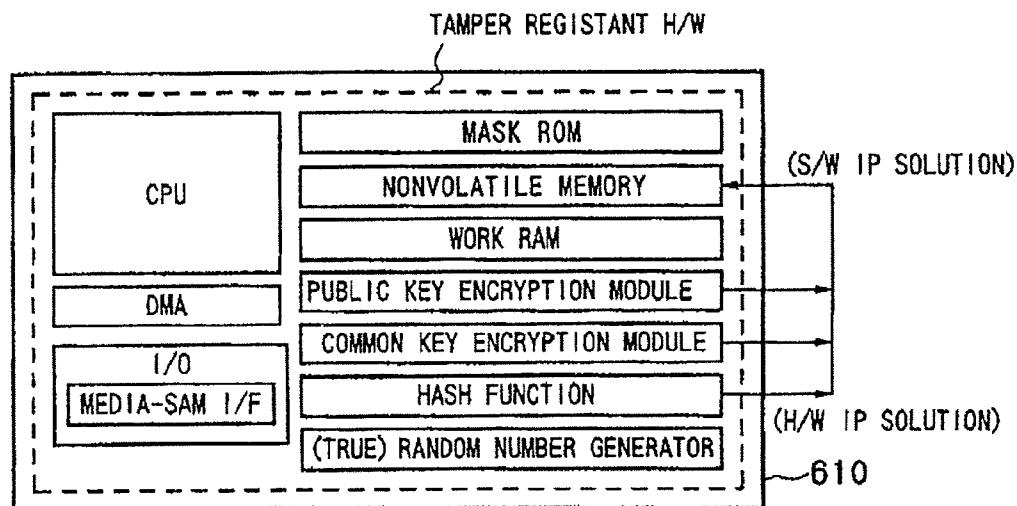 TAMPER REGISTANT H/W
CPU
DMA
I/O
MEDIA-SAM I/F
MASK ROM
NONVOLATILE MEMORY
WORK RAM
PUBLIC KEY ENCRYPTION MODULE
COMMON KEY ENCRYPTION MODULE
HASH FUNCTION
(TRUE) RANDOM NUMBER GENERATOR
(S/W IP SOLUTION)
(H/W IP SOLUTION)
610